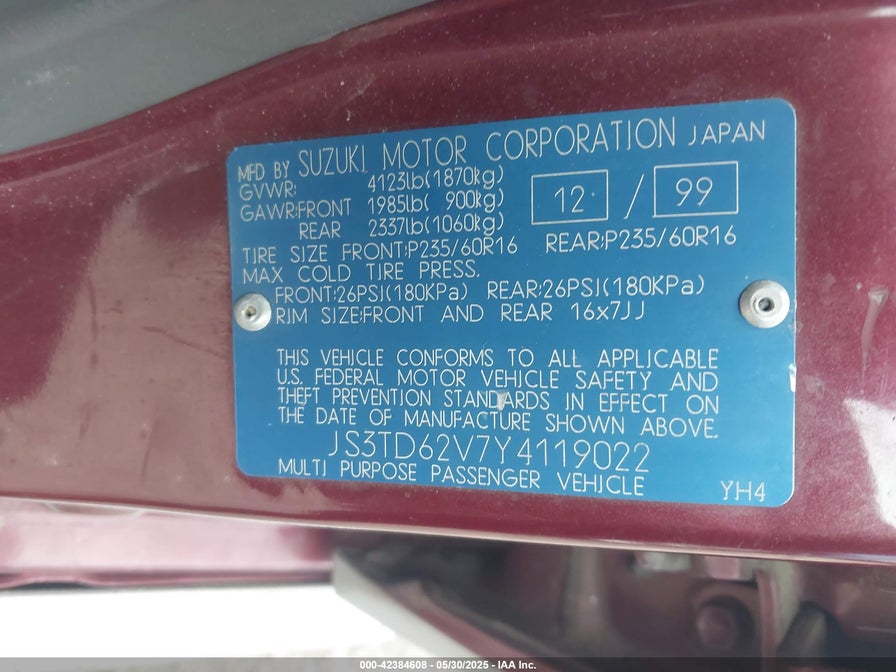 MFD BY SUZUKI MOTOR CORPORATION JAPAN
GVWR: 4123lb(1870kg)
GAWR:FRONT 1985lb( 900kg) 12 / 99
REAR 2337lb(1060kg)
TIRE SIZE FRONT:P235/60R16 REAR:P235/60R16
MAX COLD TIRE PRESS.
FRONT:26PSI(180KPa) REAR:26PSI(180KPa)
RIM SIZE:FRONT AND REAR 16x7JJ
THIS VEHICLE CONFORMS TO ALL APPLICABLE
U.S. FEDERAL MOTOR VEHICLE SAFETY AND
THEFT PREVENTION STANDARDS IN EFFECT ON
THE DATE OF MANUFACTURE SHOWN ABOVE.
JS3TD62V7Y4119022
MULTI PURPOSE PASSENGER VEHICLE YH4
000-42384608 - 05/30/2025 - IAA Inc.